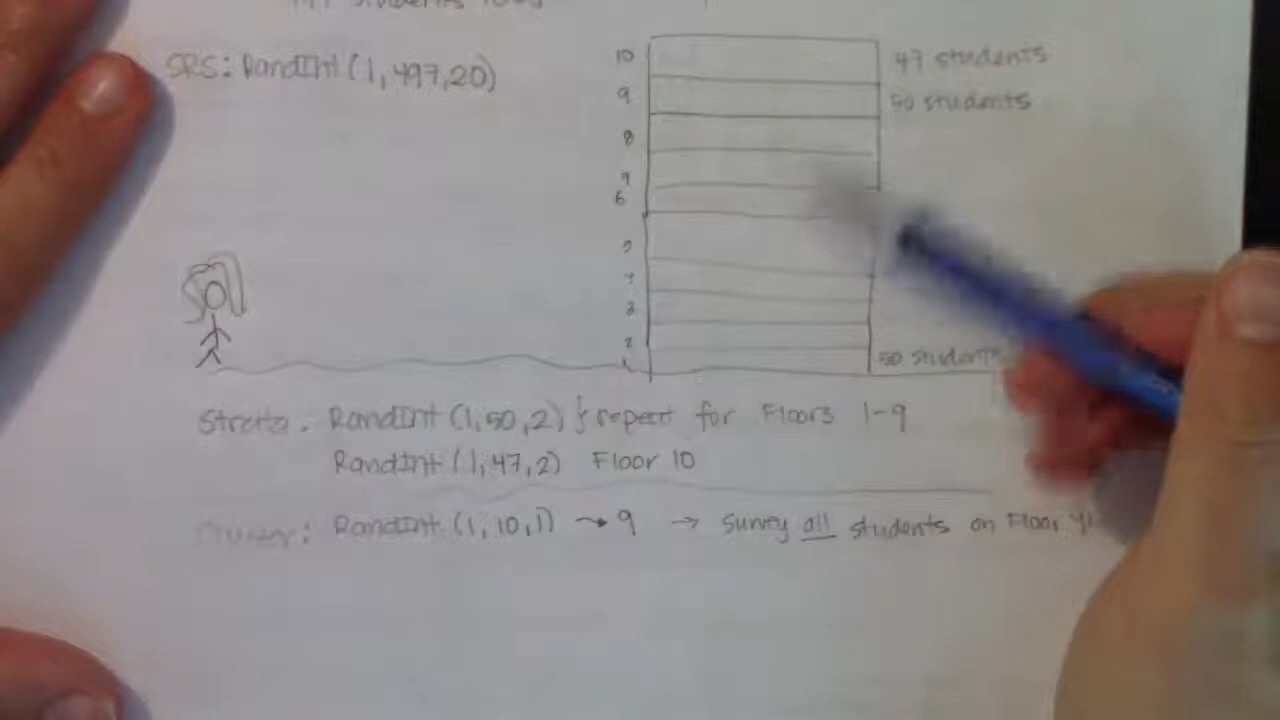 students
SRS: RandInt (1,497,20)
10
47 students
9
50 students
8
6
5
4
3
2
1
50 students
Strata. RandInt (1,50,2) } repeat for Floors 1-9
RandInt (1,47,2) Floor 10
Cluster: RandInt (1,10,1) → 9 → Survey all students on Floor